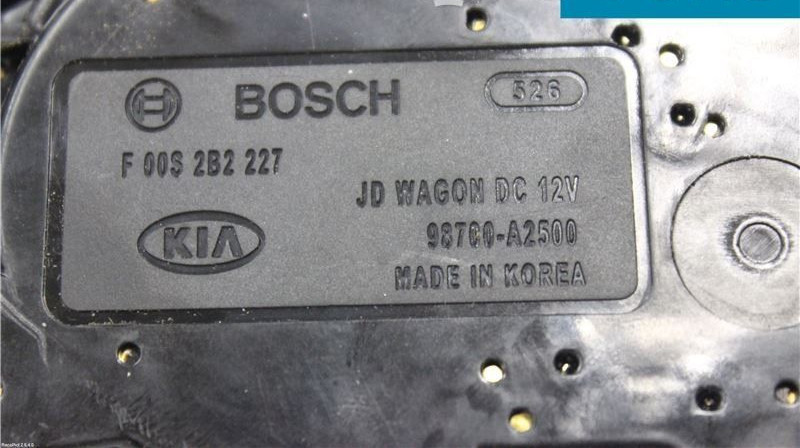 BOSCH 526
F 00S 2B2 227
JD WAGON DC 12V
KIA
98700-A2500
MADE IN KOREA